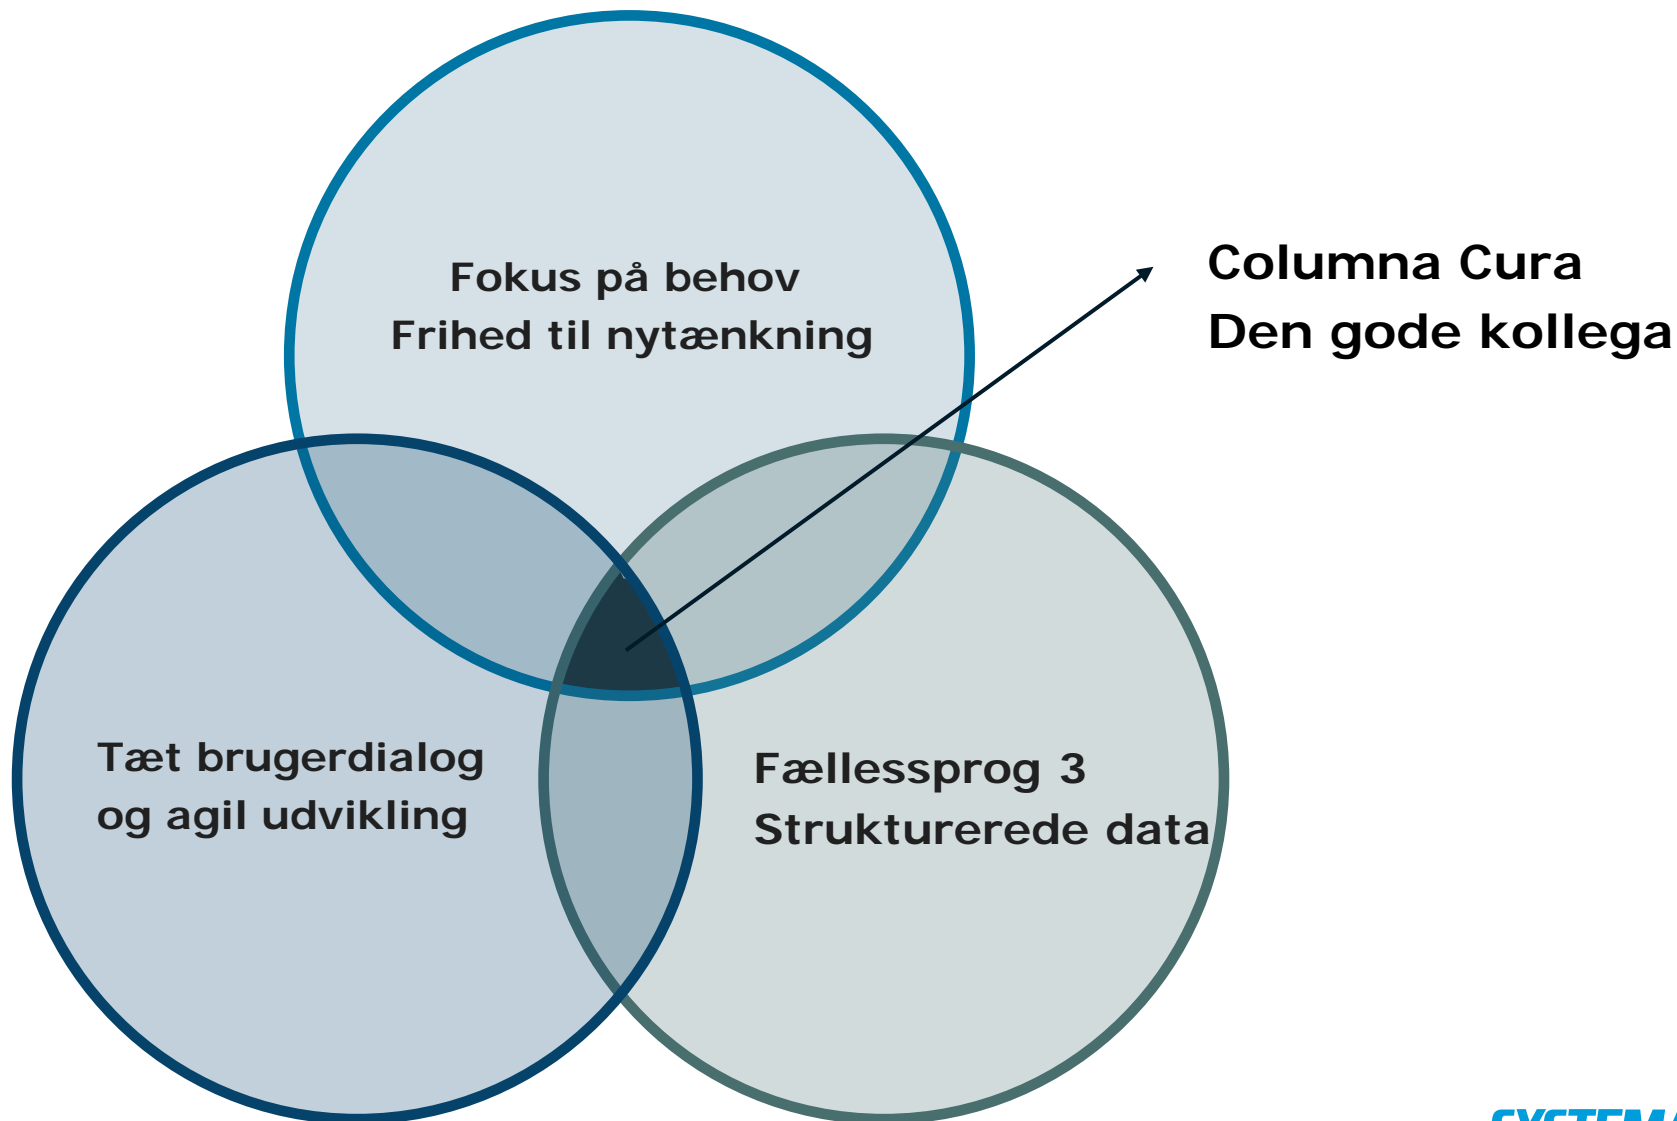 Fokus på behov
Frihed til nytænkning
Columna Cura
Den gode kollega
Tæt brugerdialog
og agil udvikling
Fællessprog 3
Strukturerede data